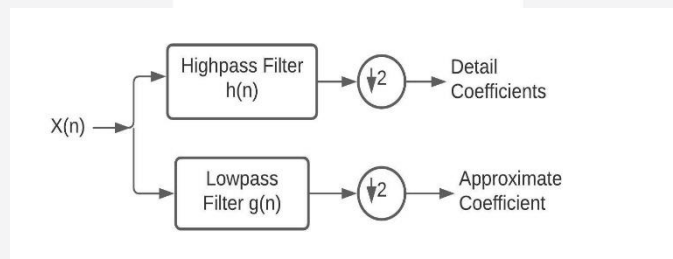 Highpass Filter
h(n)
↓2
Detail
Coefficients
X(n)
Lowpass
Filter g(n)
↓2
Approximate
Coefficient